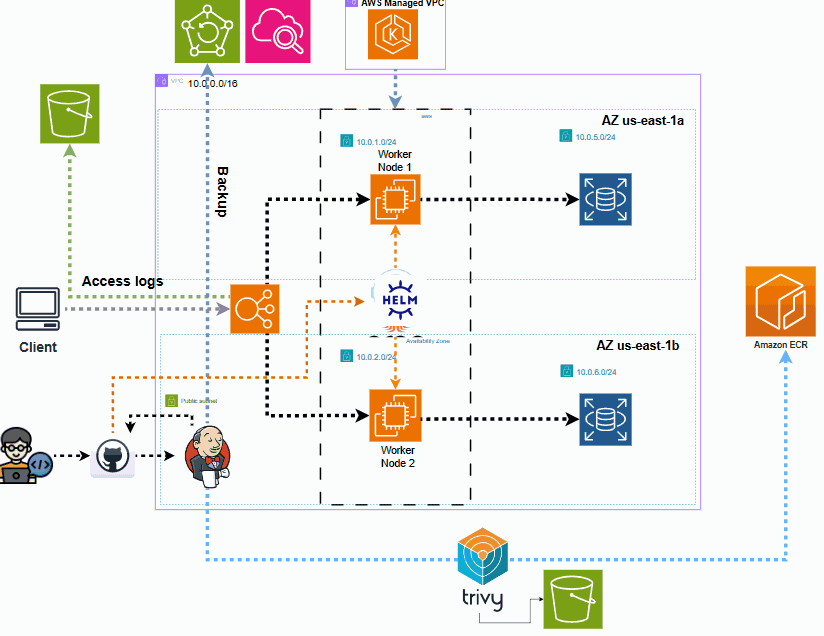 AWS Managed VPC
VPC
10.0.0.0/16
AZ us-east-1a
10.0.1.0/24
10.0.5.0/24
Worker
Node 1
Backup
Access logs
HELM
Client
AZ us-east-1b
Availability Zone
10.0.2.0/24
10.0.6.0/24
Amazon ECR
Public subnet
Worker
Node 2
trivy